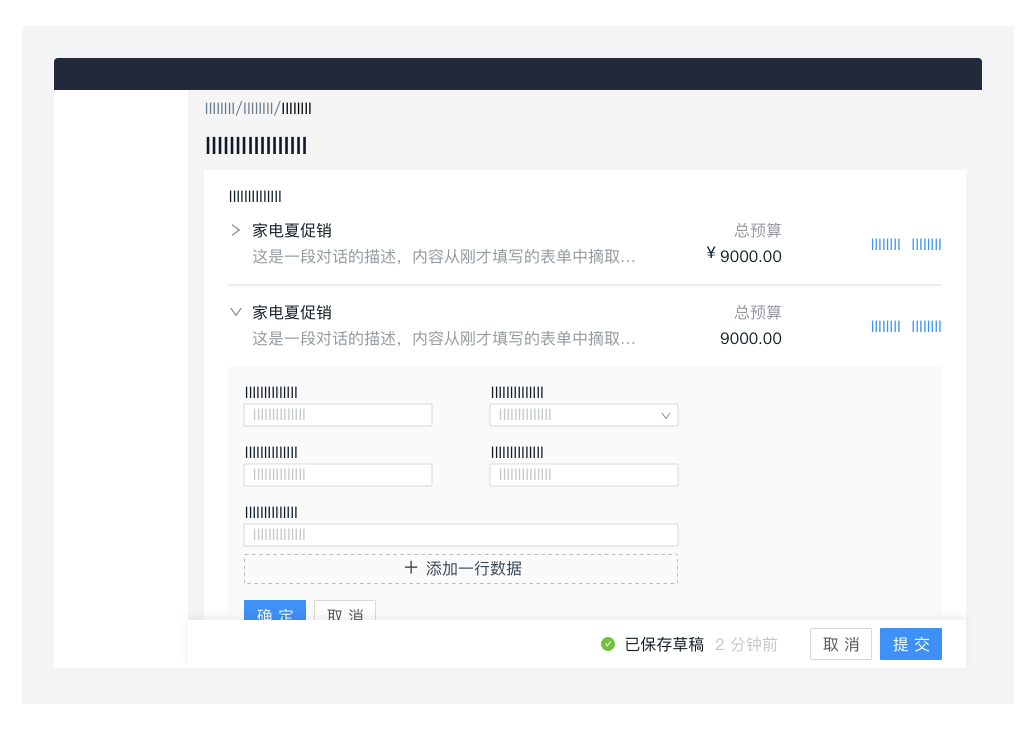 家电夏促销
总预算
这是一段对话的描述，内容从刚才填写的表单中摘取...
¥ 9000.00
家电夏促销
总预算
这是一段对话的描述，内容从刚才填写的表单中摘取...
9000.00
+ 添加一行数据
确 定
取 消
已保存草稿 2 分钟前
取 消
提 交